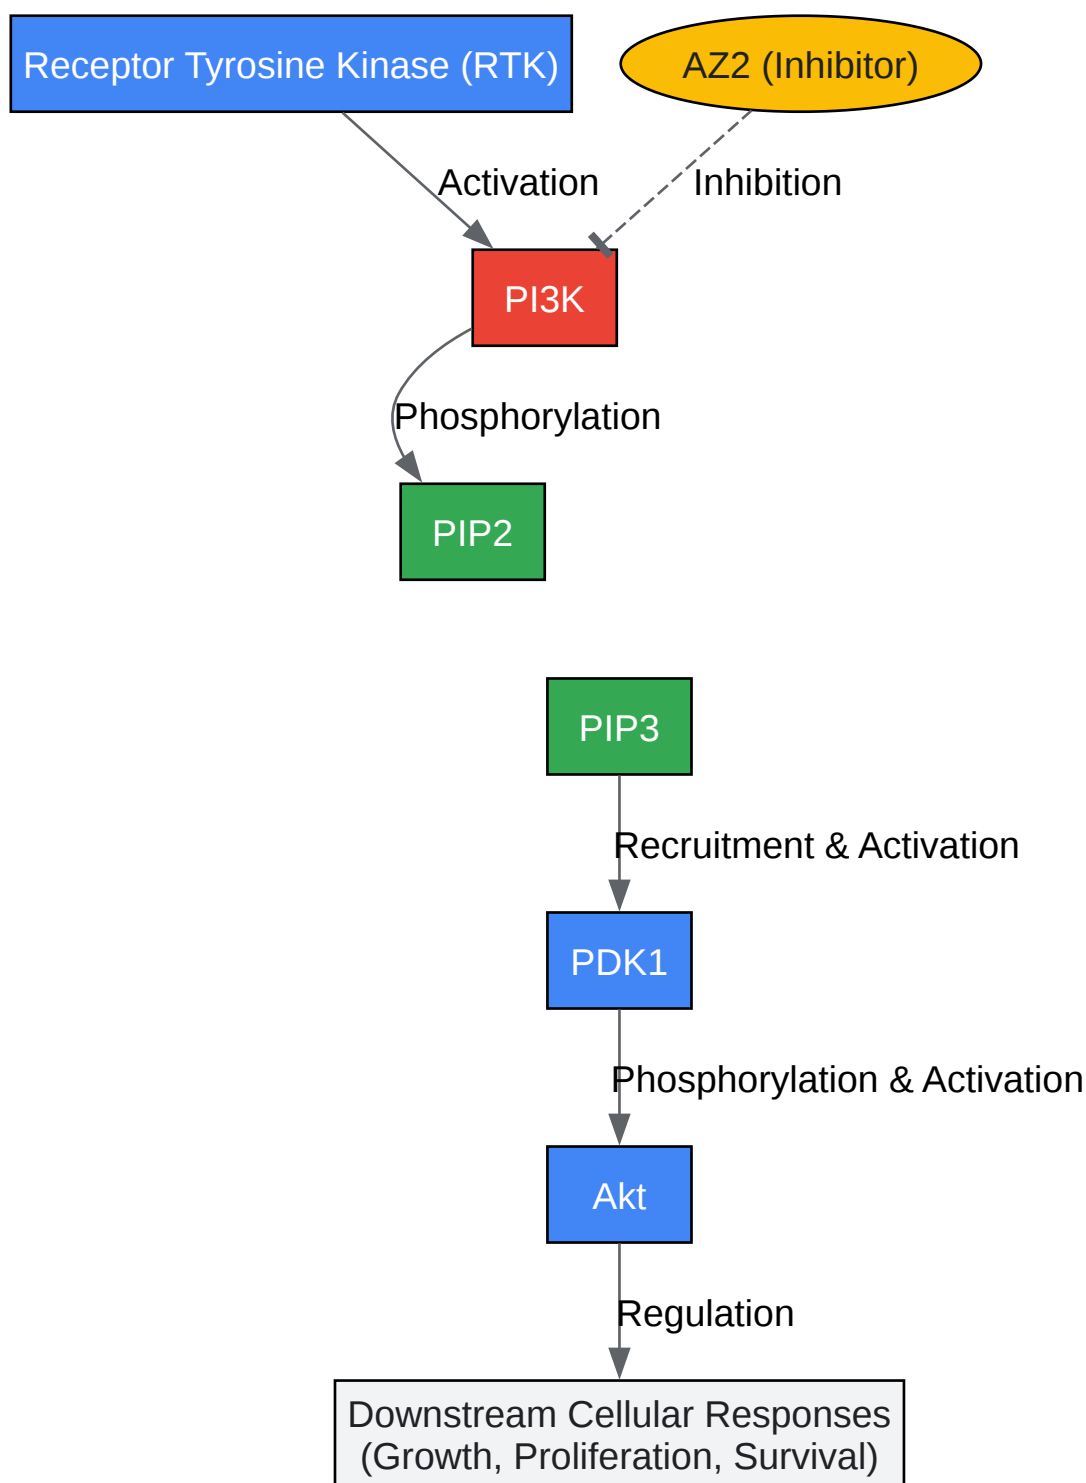 Receptor Tyrosine Kinase (RTK)
AZ2 (Inhibitor)
Activation
Inhibition
PI3K
Phosphorylation
PIP2
PIP3
Recruitment & Activation
PDK1
Phosphorylation & Activation
Akt
Regulation
Downstream Cellular Responses
(Growth, Proliferation, Survival)